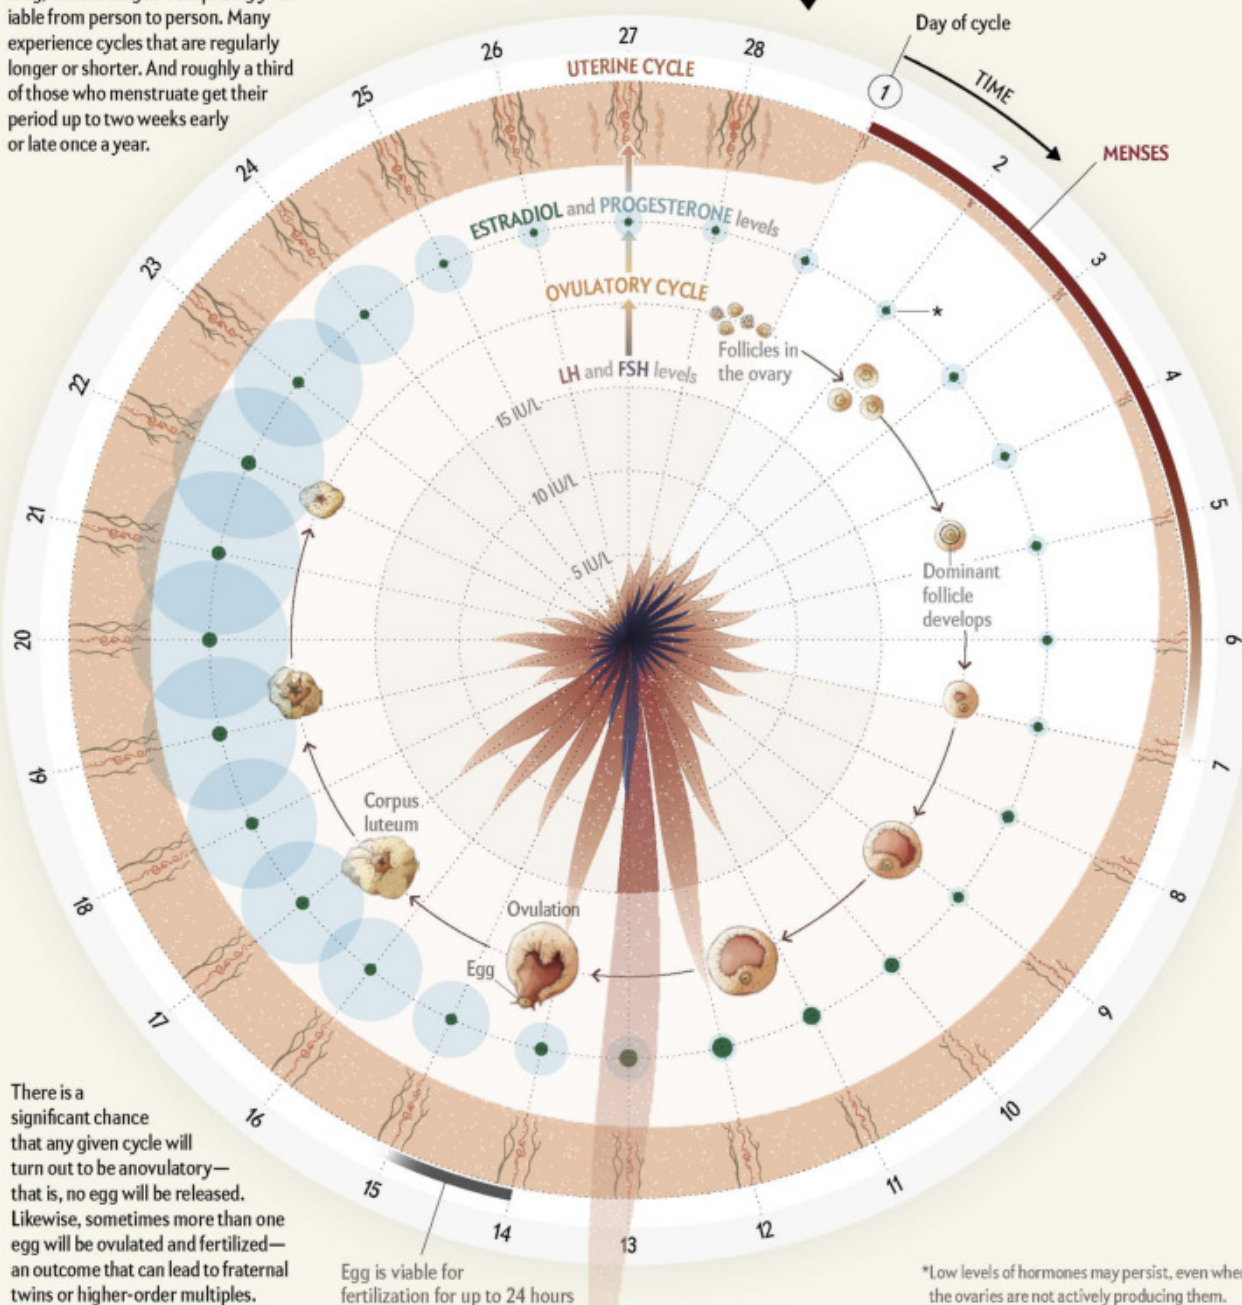 iable from person to person. Many
experience cycles that are regularly
longer or shorter. And roughly a third
of those who menstruate get their
period up to two weeks early
or late once a year.
Day of cycle
TIME
MENSES
1
2
3
4
5
6
7
8
9
10
11
12
13
14
15
16
17
18
19
20
21
22
23
24
25
26
27
28
UTERINE CYCLE
ESTRADIOL and PROGESTERONE levels
OVULATORY CYCLE
LH and FSH levels
15 IU/L
10 IU/L
5 IU/L
*
Follicles in
the ovary
Dominant
follicle
develops
Ovulation
Egg
Corpus
luteum
There is a
significant chance
that any given cycle will
turn out to be anovulatory—
that is, no egg will be released.
Likewise, sometimes more than one
egg will be ovulated and fertilized—
an outcome that can lead to fraternal
twins or higher-order multiples.
Egg is viable for
fertilization for up to 24 hours
*Low levels of hormones may persist, even when
the ovaries are not actively producing them.